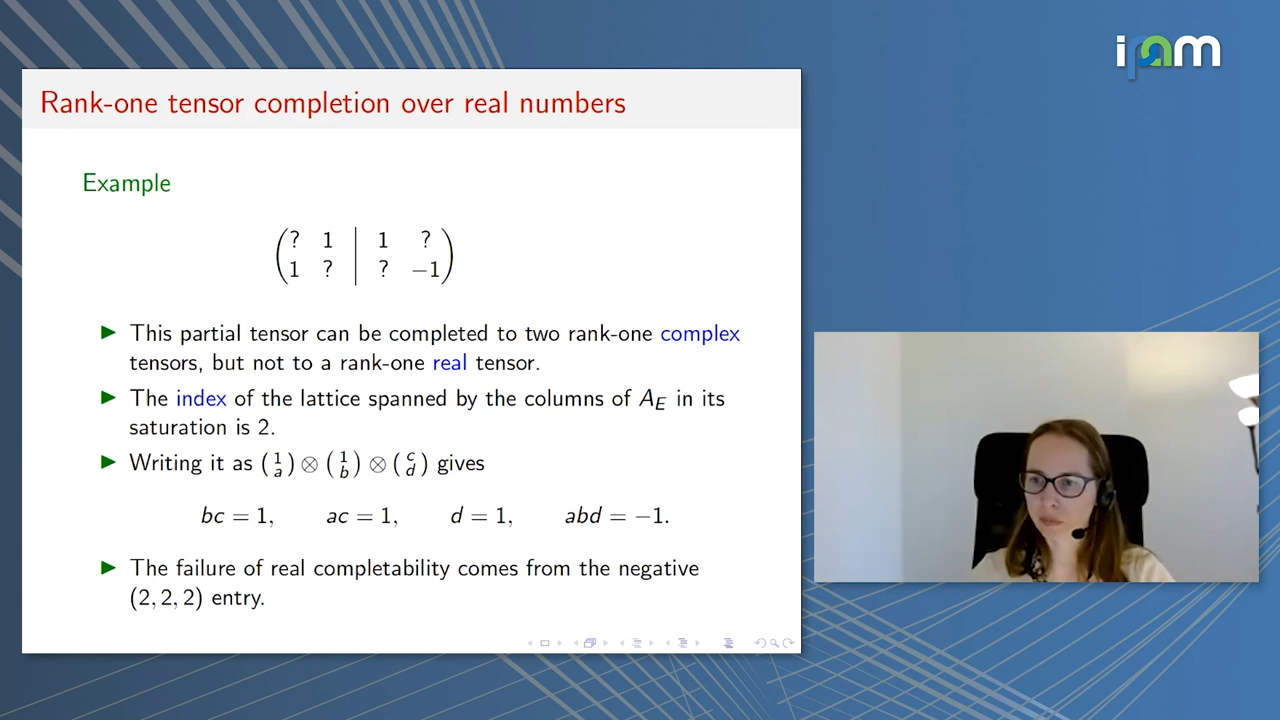 ipam
Rank-one tensor completion over real numbers
Example
? 1 | 1 ?
1 ? | ? −1
▶ This partial tensor can be completed to two rank-one complex
tensors, but not to a rank-one real tensor.
▶ The index of the lattice spanned by the columns of A_E in its
saturation is 2.
▶ Writing it as (1 a) ⊗ (1 b) ⊗ (c d) gives
bc = 1, ac = 1, d = 1, abd = −1.
▶ The failure of real completability comes from the negative
(2, 2, 2) entry.